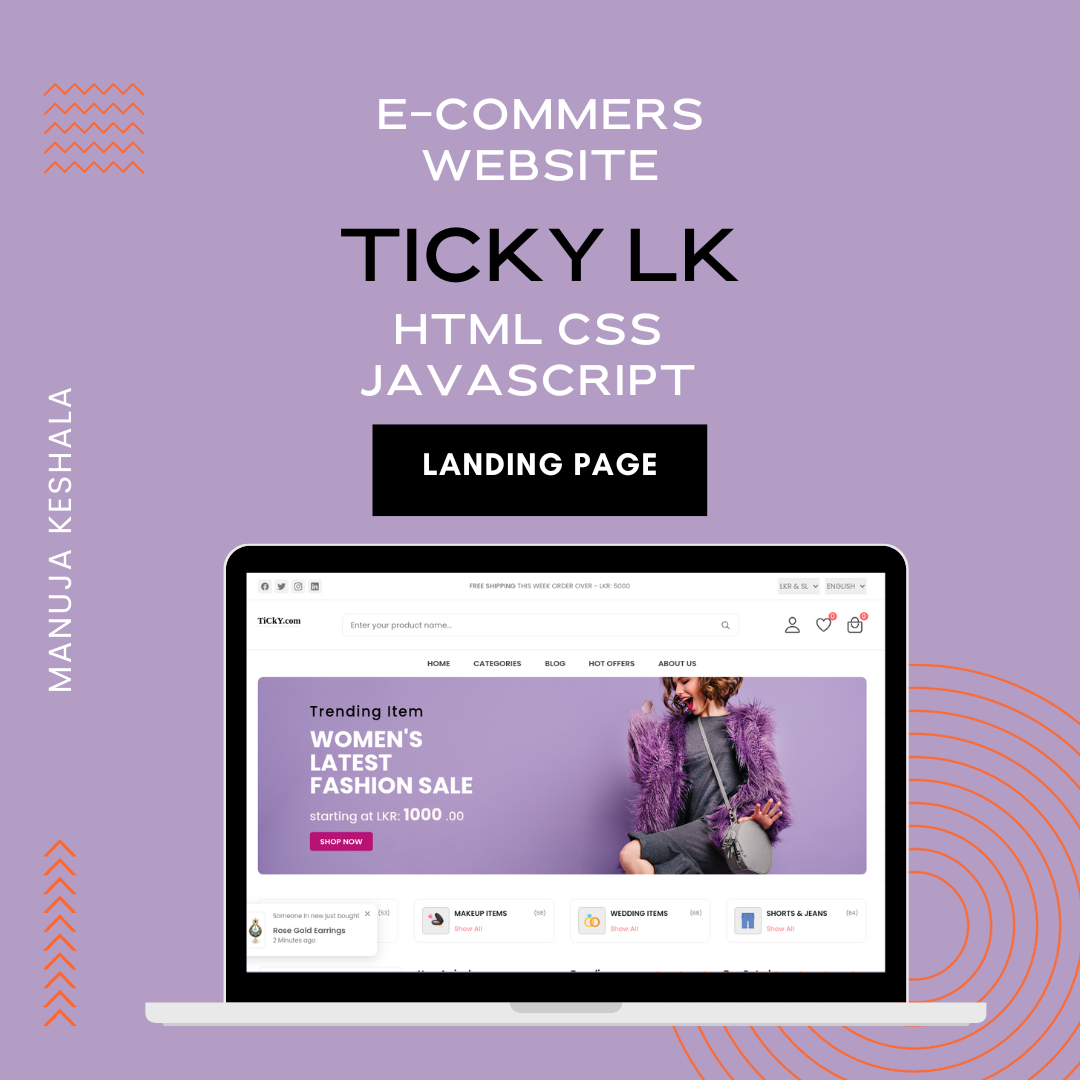 E-COMMERS
WEBSITE
TICKY LK
HTML CSS
JAVASCRIPT
LANDING PAGE
MANUJA KESHALA
FREE SHIPPING THIS WEEK ORDER OVER - LKR: 5000
LKR & SL
ENGLISH
TiCkY.com
Enter your product name...
0
0
HOME
CATEGORIES
BLOG
HOT OFFERS
ABOUT US
Trending Item
WOMEN'S
LATEST
FASHION SALE
starting at LKR: 1000 .00
SHOP NOW
Someone in new just bought
Rose Gold Earrings
2 Minutes ago
(53)
MAKEUP ITEMS
(58)
Show All
WEDDING ITEMS
(68)
Show All
SHORTS & JEANS
(84)
Show All